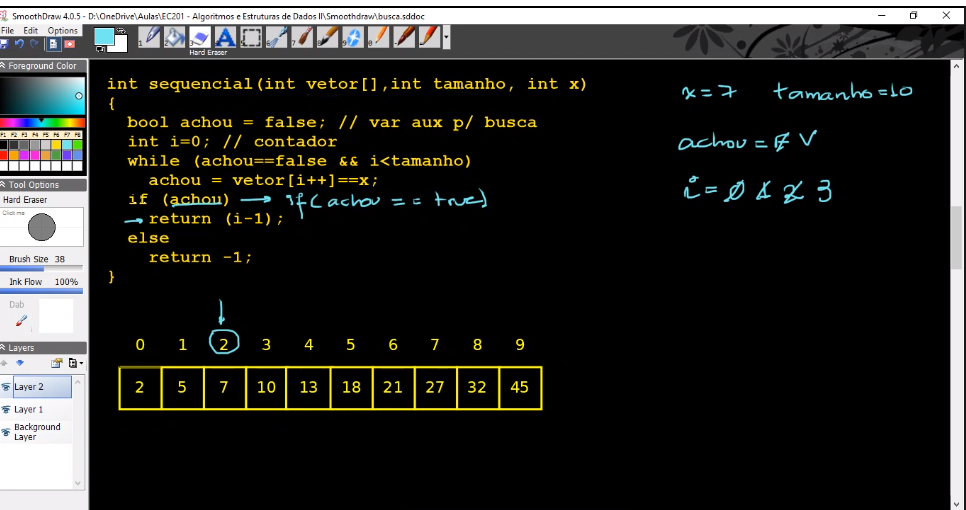 SmoothDraw 4.0.5 - D:\OneDrive\Aulas\EC201 - Algoritmos e Estruturas de Dados II\Smoothdraw\busca.sddoc
File Edit Options
Hard Eraser
Foreground Color
F1 F2 F3 F4 F5 F6 F7 F8
Tool Options
Hard Eraser
Click me
Brush Size 38
Ink Flow 100%
Dab
Layers
Layer 2
Layer 1
Background
Layer
int sequencial(int vetor[],int tamanho, int x)
{
bool achou = false; // var aux p/ busca
int i=0; // contador
while (achou==false && i<tamanho)
achou = vetor[i++]==x;
if (achou) → if(achou == true)
→ return (i-1);
else
return -1;
}
x=7 tamanho=10
achou = F V
i = 0 1 2 3
0 1 2 3 4 5 6 7 8 9
2 5 7 10 13 18 21 27 32 45